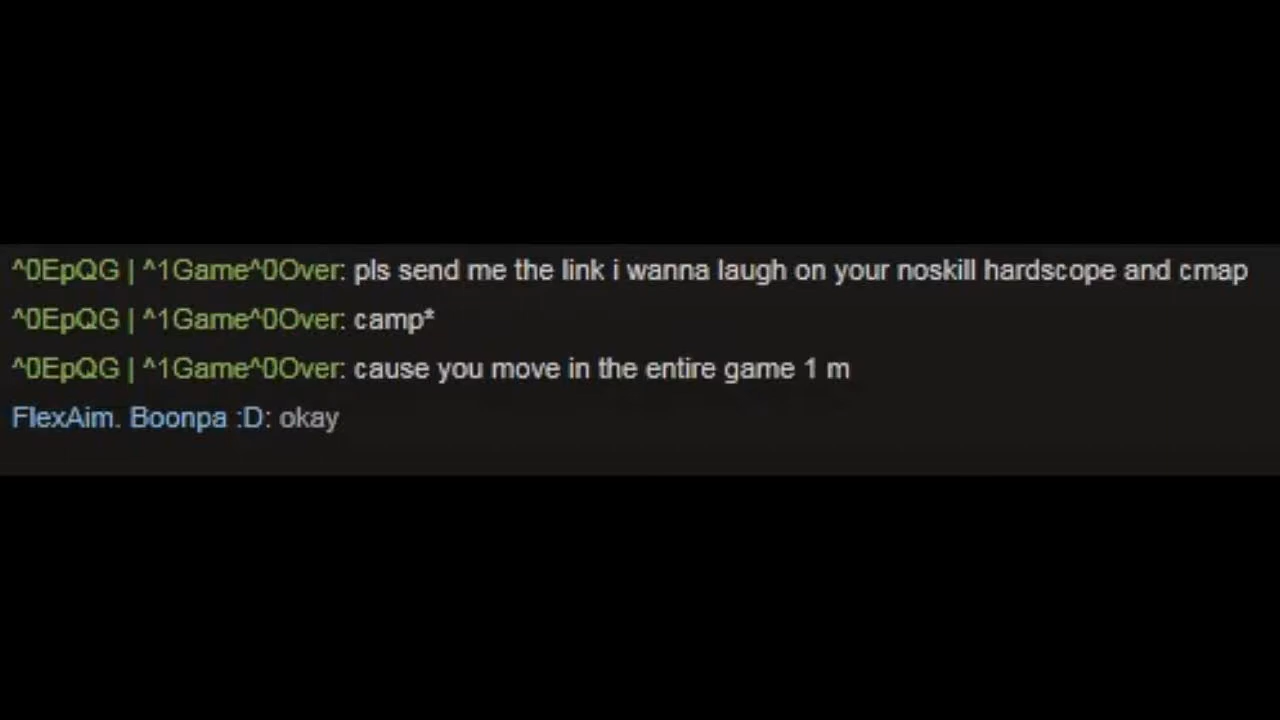 ^0EpQG | ^1Game^0Over: pls send me the link i wanna laugh on your noskill hardscope and cmap
^0EpQG | ^1Game^0Over: camp*
^0EpQG | ^1Game^0Over: cause you move in the entire game 1 m
FlexAim. Boonpa :D: okay